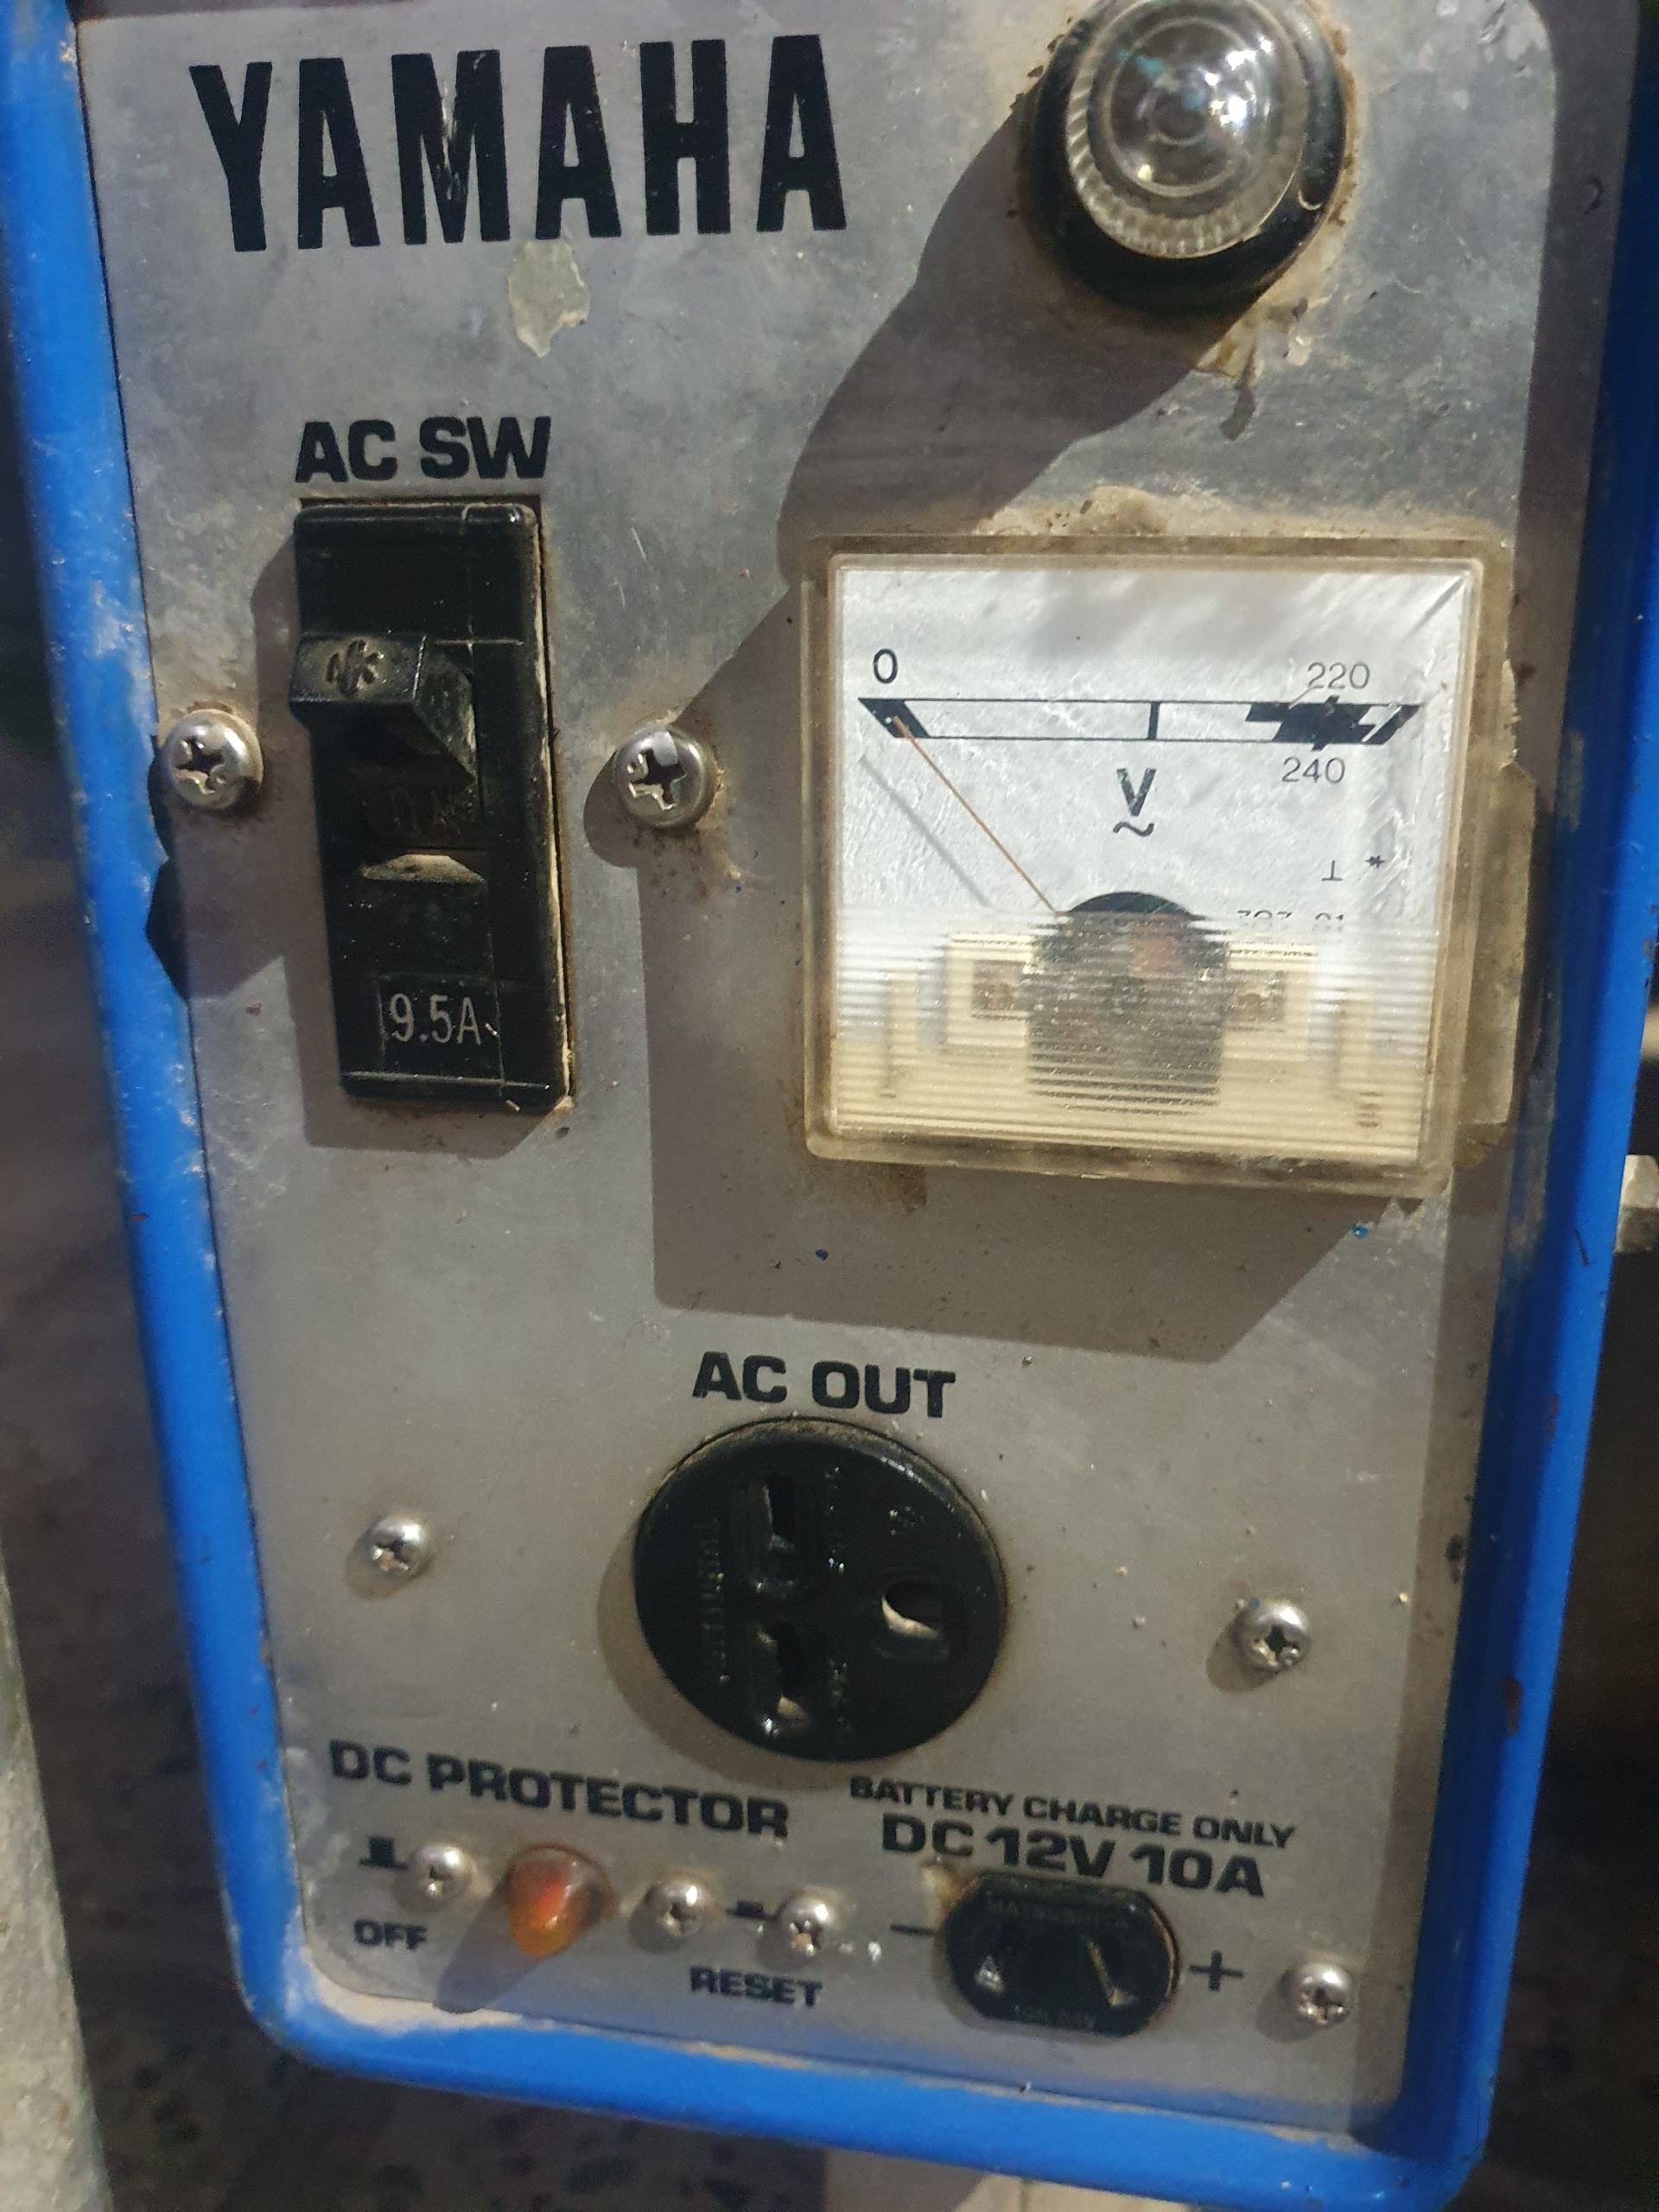 YAMAHA
AC SW
9.5A
0
220
240
V
~
AC OUT
DC PROTECTOR
BATTERY CHARGE ONLY
DC 12V 10A
OFF
RESET
MATSUSHITA
- +